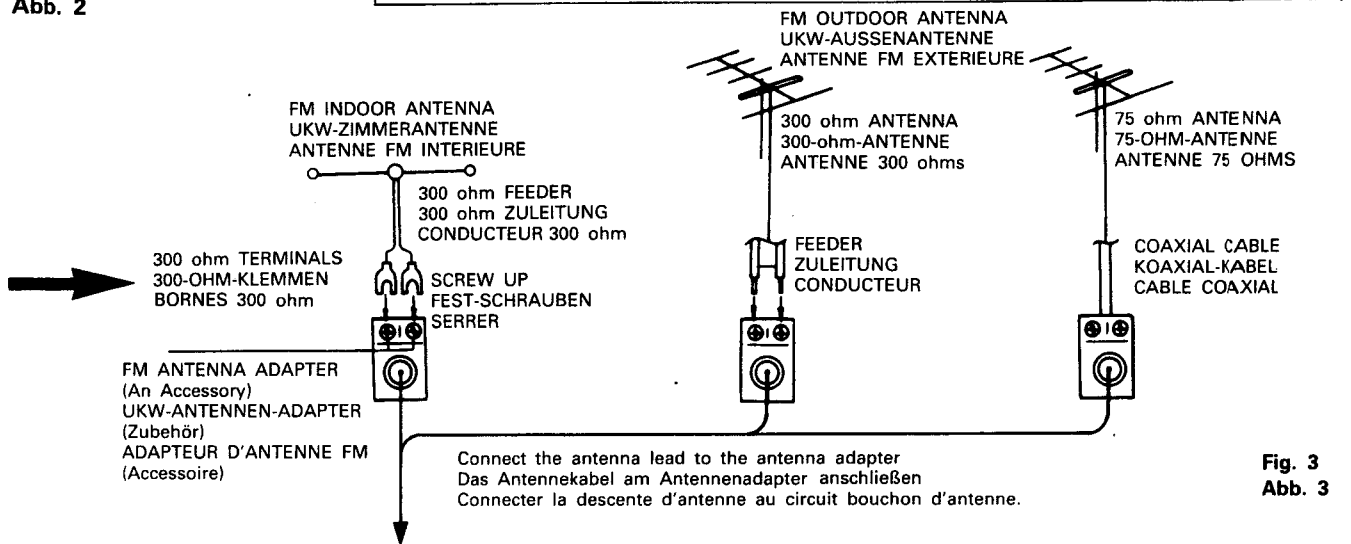 Abb. 2
FM OUTDOOR ANTENNA
UKW-AUSSENANTENNE
ANTENNE FM EXTERIEURE
FM INDOOR ANTENNA
UKW-ZIMMERANTENNE
ANTENNE FM INTERIEURE
300 ohm ANTENNA
300-ohm-ANTENNE
ANTENNE 300 ohms
75 ohm ANTENNA
75-OHM-ANTENNE
ANTENNE 75 OHMS
300 ohm FEEDER
300 ohm ZULEITUNG
CONDUCTEUR 300 ohm
300 ohm TERMINALS
300-OHM-KLEMMEN
BORNES 300 ohm
SCREW UP
FEST-SCHRAUBEN
SERRER
FEEDER
ZULEITUNG
CONDUCTEUR
COAXIAL CABLE
KOAXIAL-KABEL
CABLE COAXIAL
FM ANTENNA ADAPTER
(An Accessory)
UKW-ANTENNEN-ADAPTER
(Zubehör)
ADAPTEUR D'ANTENNE FM
(Accessoire)
Connect the antenna lead to the antenna adapter
Das Antennekabel am Antennenadapter anschließen
Connecter la descente d'antenne au circuit bouchon d'antenne.
Fig. 3
Abb. 3